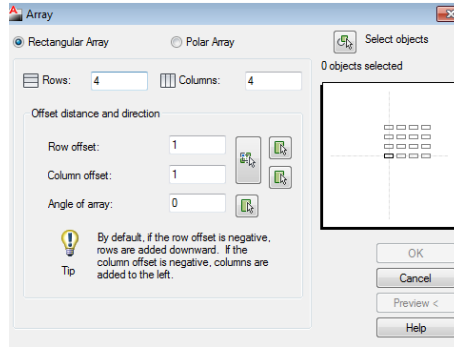 Array
Rectangular Array Polar Array Select objects
0 objects selected
Rows: 4 Columns: 4
Offset distance and direction
Row offset: 1
Column offset: 1
Angle of array: 0
By default, if the row offset is negative,
rows are added downward. If the
column offset is negative, columns are
added to the left.
Tip
OK
Cancel
Preview <
Help